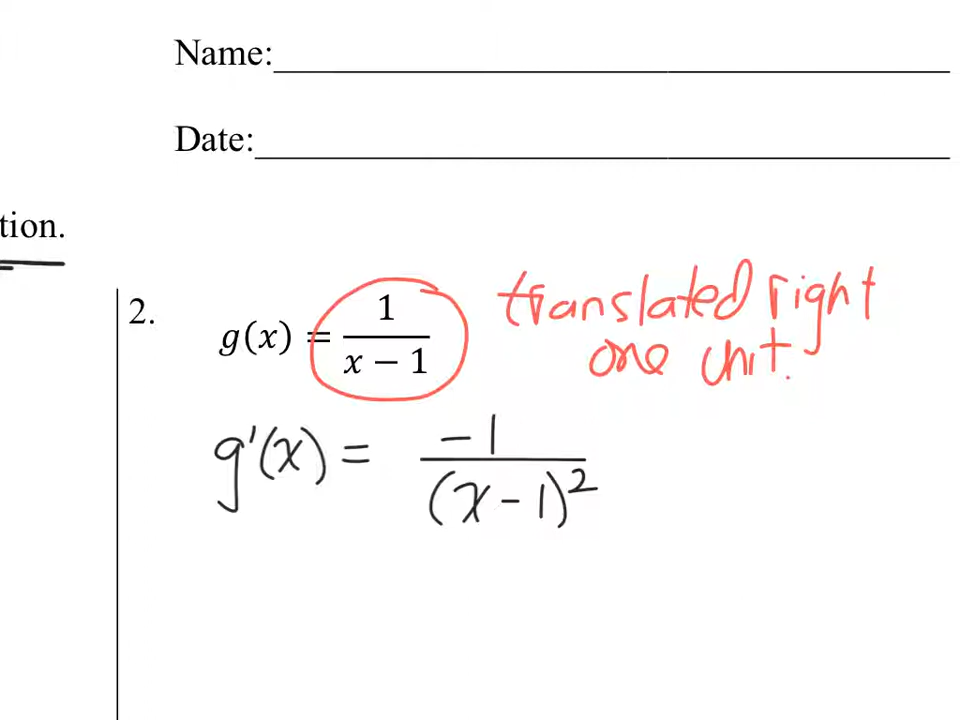 Name:
Date:
tion.
2.
g(x) = 1/(x − 1)
translated right
one unit.
g'(x) = -1/(x-1)²